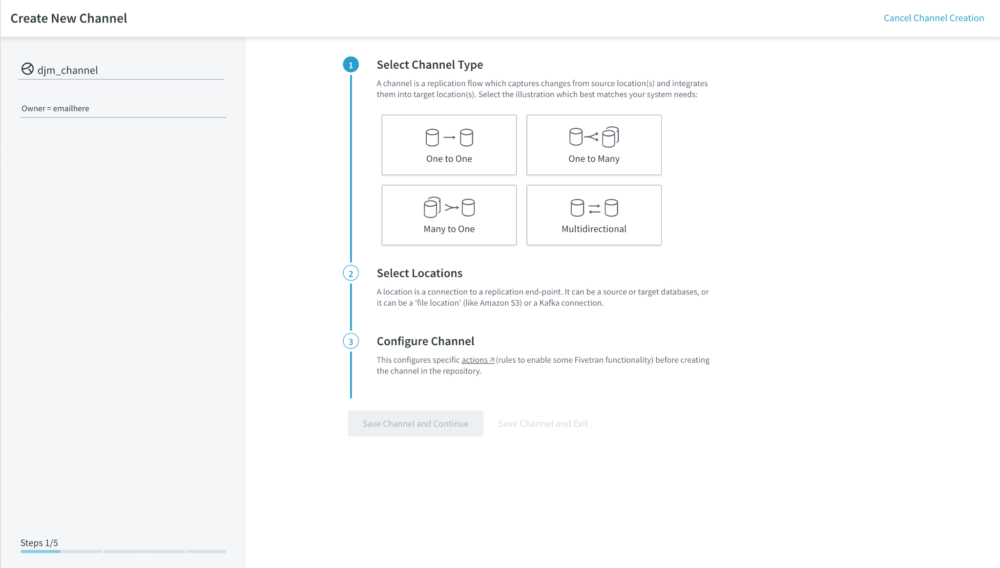 Create New Channel
Cancel Channel Creation
djm_channel
Owner = emailhere
1
Select Channel Type
A channel is a replication flow which captures changes from source location(s) and integrates
them into target location(s). Select the illustration which best matches your system needs:
One to One
One to Many
Many to One
Multidirectional
2
Select Locations
A location is a connection to a replication end-point. It can be a source or target databases, or
it can be a 'file location' (like Amazon S3) or a Kafka connection.
3
Configure Channel
This configures specific actions (rules to enable some Fivetran functionality) before creating
the channel in the repository.
Save Channel and Continue
Save Channel and Exit
Steps 1/5